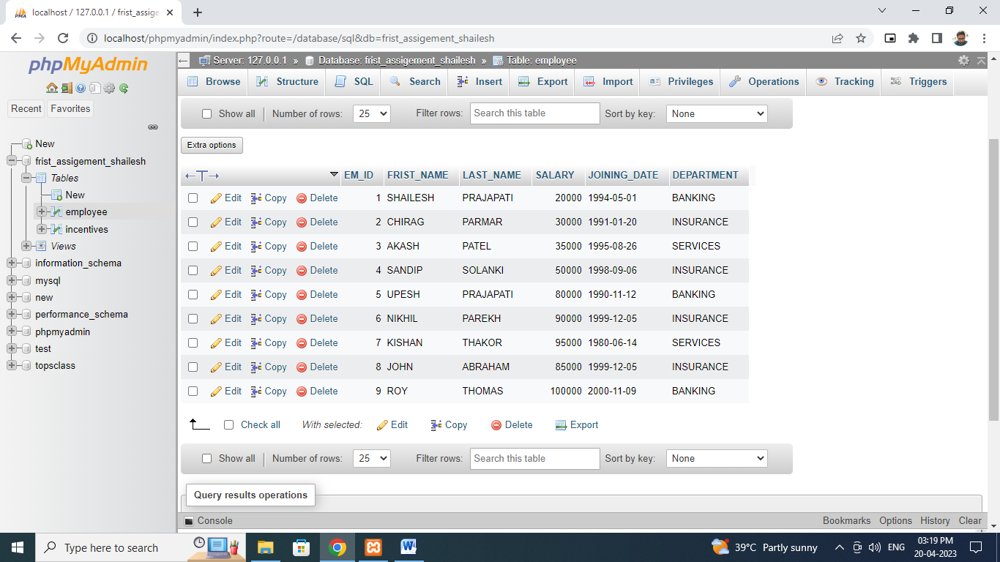 localhost / 127.0.0.1 / frist_assige
localhost/phpmyadmin/index.php?route=/database/sql&db=frist_assigement_shailesh
phpMyAdmin
Recent Favorites
New
frist_assigement_shailesh
Tables
New
employee
incentives
Views
information_schema
mysql
new
performance_schema
phpmyadmin
test
topsclass
Server: 127.0.0.1 » Database: frist_assigement_shailesh » Table: employee
Browse Structure SQL Search Insert Export Import Privileges Operations Tracking Triggers
Show all Number of rows: 25 Filter rows: Search this table Sort by key: None
Extra options
EM_ID FRIST_NAME LAST_NAME SALARY JOINING_DATE DEPARTMENT
Edit Copy Delete 1 SHAILESH PRAJAPATI 20000 1994-05-01 BANKING
Edit Copy Delete 2 CHIRAG PARMAR 30000 1991-01-20 INSURANCE
Edit Copy Delete 3 AKASH PATEL 35000 1995-08-26 SERVICES
Edit Copy Delete 4 SANDIP SOLANKI 50000 1998-09-06 INSURANCE
Edit Copy Delete 5 UPESH PRAJAPATI 80000 1990-11-12 BANKING
Edit Copy Delete 6 NIKHIL PAREKH 90000 1999-12-05 INSURANCE
Edit Copy Delete 7 KISHAN THAKOR 95000 1980-06-14 SERVICES
Edit Copy Delete 8 JOHN ABRAHAM 85000 1999-12-05 INSURANCE
Edit Copy Delete 9 ROY THOMAS 100000 2000-11-09 BANKING
Check all With selected: Edit Copy Delete Export
Show all Number of rows: 25 Filter rows: Search this table Sort by key: None
Query results operations
Console Bookmarks Options History Clear
Type here to search
39°C Partly sunny
ENG
03:19 PM
20-04-2023